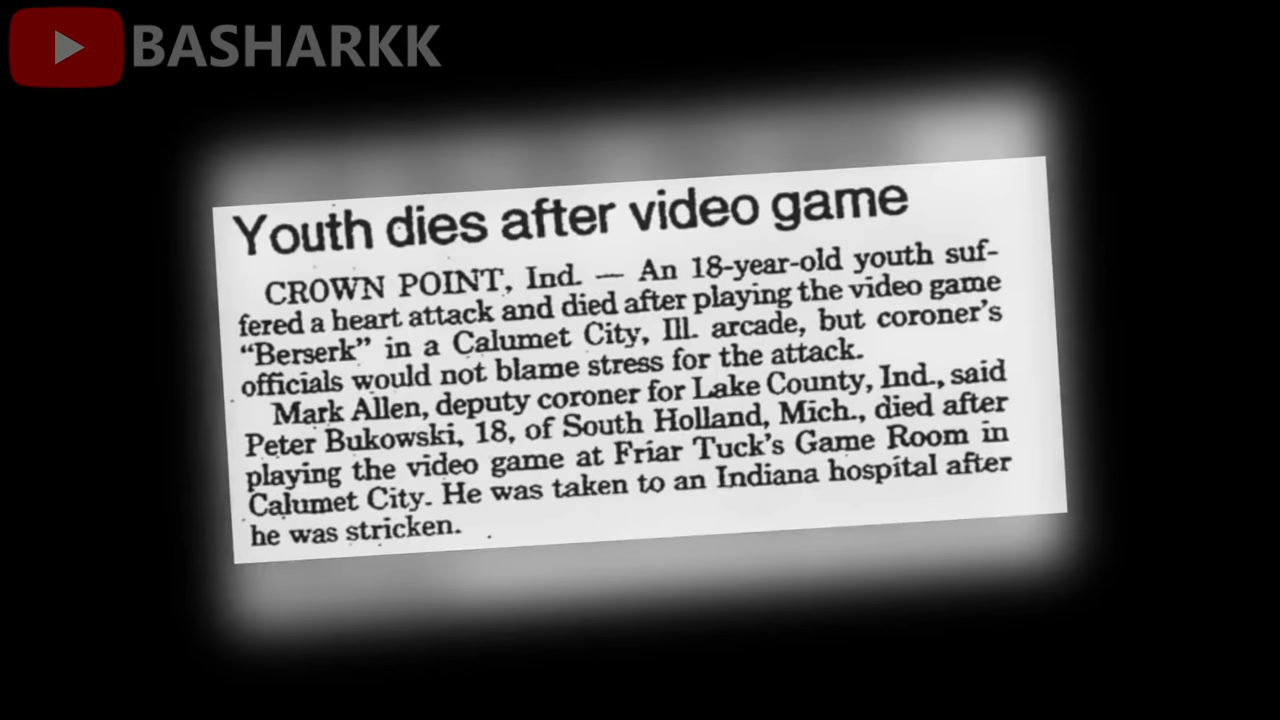 BASHARKK
Youth dies after video game
CROWN POINT, Ind. — An 18-year-old youth suf-
fered a heart attack and died after playing the video game
“Berserk” in a Calumet City, Ill. arcade, but coroner’s
officials would not blame stress for the attack.
Mark Allen, deputy coroner for Lake County, Ind., said
Peter Bukowski, 18, of South Holland, Mich., died after
playing the video game at Friar Tuck’s Game Room in
Calumet City. He was taken to an Indiana hospital after
he was stricken.